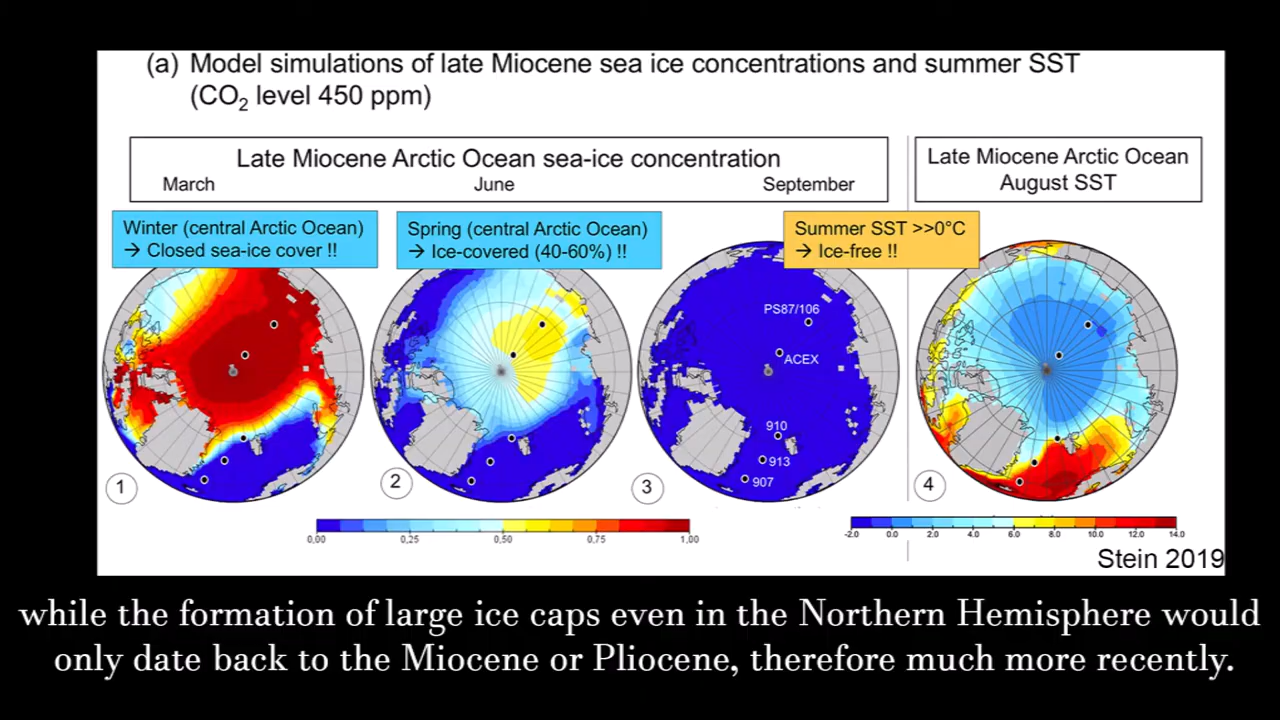 (a) Model simulations of late Miocene sea ice concentrations and summer SST
(CO₂ level 450 ppm)
Late Miocene Arctic Ocean sea-ice concentration
March June September
Late Miocene Arctic Ocean
August SST
Winter (central Arctic Ocean)
→ Closed sea-ice cover !!
Spring (central Arctic Ocean)
→ Ice-covered (40-60%) !!
Summer SST >>0°C
→ Ice-free !!
PS87/106
ACEX
910
913
907
1
2
3
4
0,00 0,25 0,50 0,75 1,00
-2.0 0.0 2.0 4.0 6.0 8.0 10.0 12.0 14.0
Stein 2019
while the formation of large ice caps even in the Northern Hemisphere would
only date back to the Miocene or Pliocene, therefore much more recently.